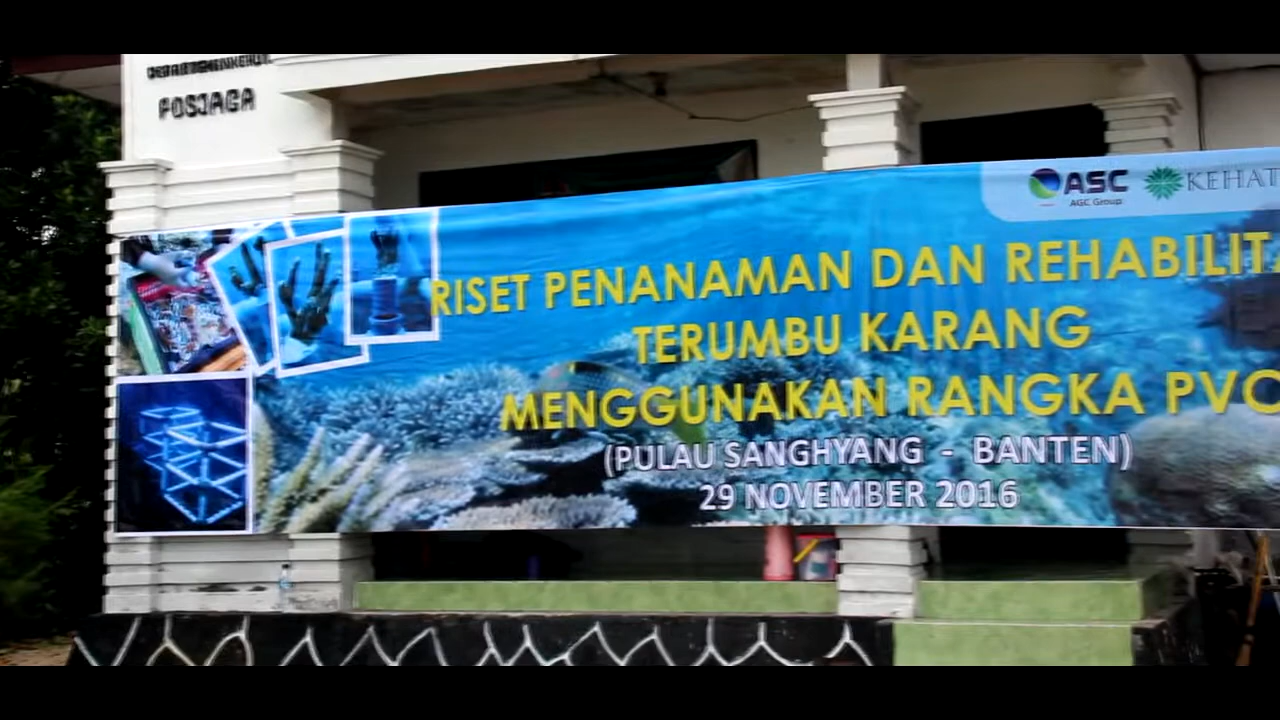 POSJAGA
ASC
AGC Group
KEHAT
RISET PENANAMAN DAN REHABILITA
TERUMBU KARANG
MENGGUNAKAN RANGKA PVC
(PULAU SANGHYANG - BANTEN)
29 NOVEMBER 2016